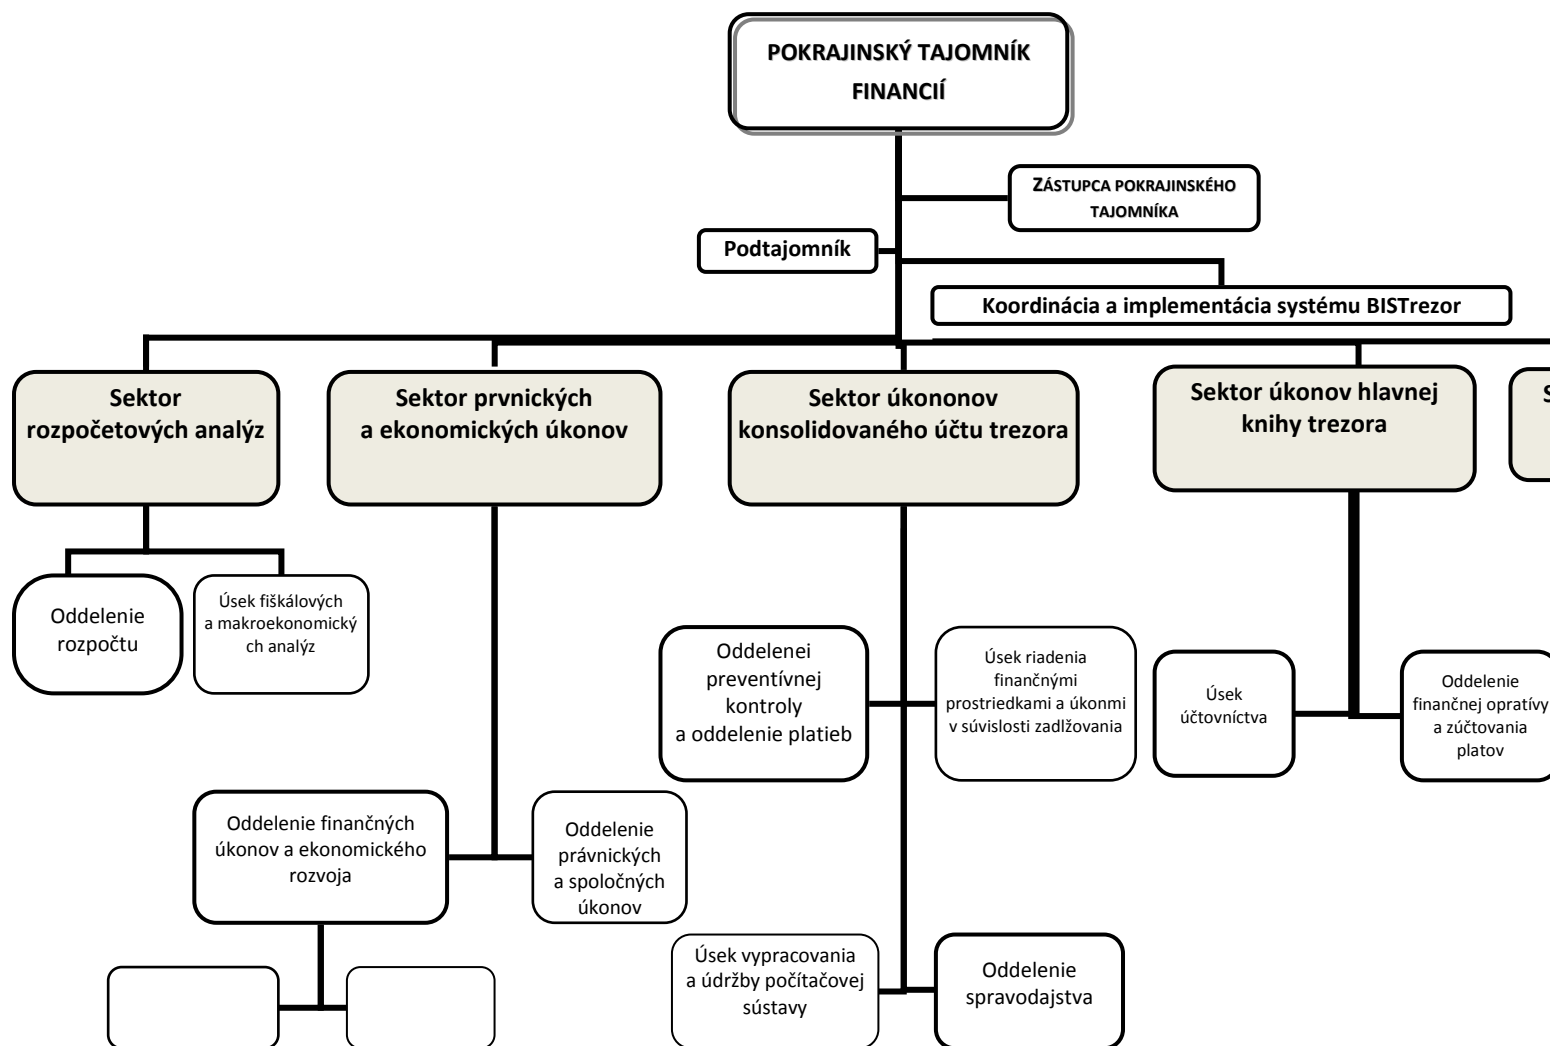 POKRAJINSKÝ TAJOMNÍK
FINANCIÍ
ZÁSTUPCA POKRAJINSKÉHO
TAJOMNÍKA
Podtajomník
Koordinácia a implementácia systému BISTrezor
Sektor
rozpočetových analýz
Sektor prvnických
a ekonomických úkonov
Sektor úkononov
konsolidovaného účtu trezora
Sektor úkonov hlavnej
knihy trezora
S
Oddelenie
rozpočtu
Úsek fiškálových
a makroekonomický
ch analýz
Oddelenei
preventívnej
kontroly
a oddelenie platieb
Úsek riadenia
finančnými
prostriedkami a úkonmi
v súvislosti zadlžovania
Úsek
účtovníctva
Oddelenie
finančnej opratívy
a zúčtovania
platov
Oddelenie finančných
úkonov a ekonomického
rozvoja
Oddelenie
právnických
a spoločných
úkonov
Úsek vypracovania
a údržby počítačovej
sústavy
Oddelenie
spravodajstva